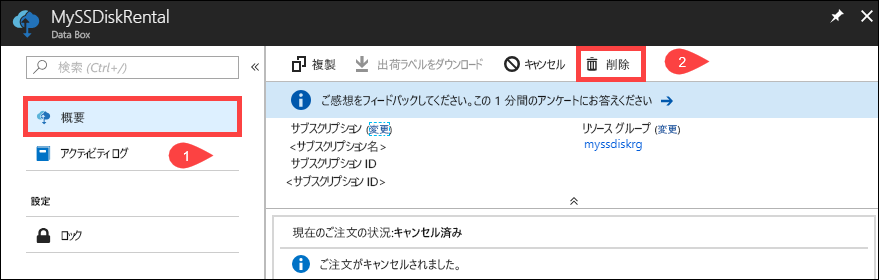 MySSDiskRental
Data Box
検索 (Ctrl+/)
概要
1
アクティビティ ログ
設定
ロック
複製
出荷ラベルをダウンロード
キャンセル
削除
2
ご感想をフィードバックしてください。この 1 分間のアンケートにお答えください →
サブスクリプション (変更)
<サブスクリプション名>
サブスクリプション ID
<サブスクリプション ID>
リソース グループ (変更)
myssdiskrg
現在のご注文の状況:キャンセル済み
ご注文がキャンセルされました。